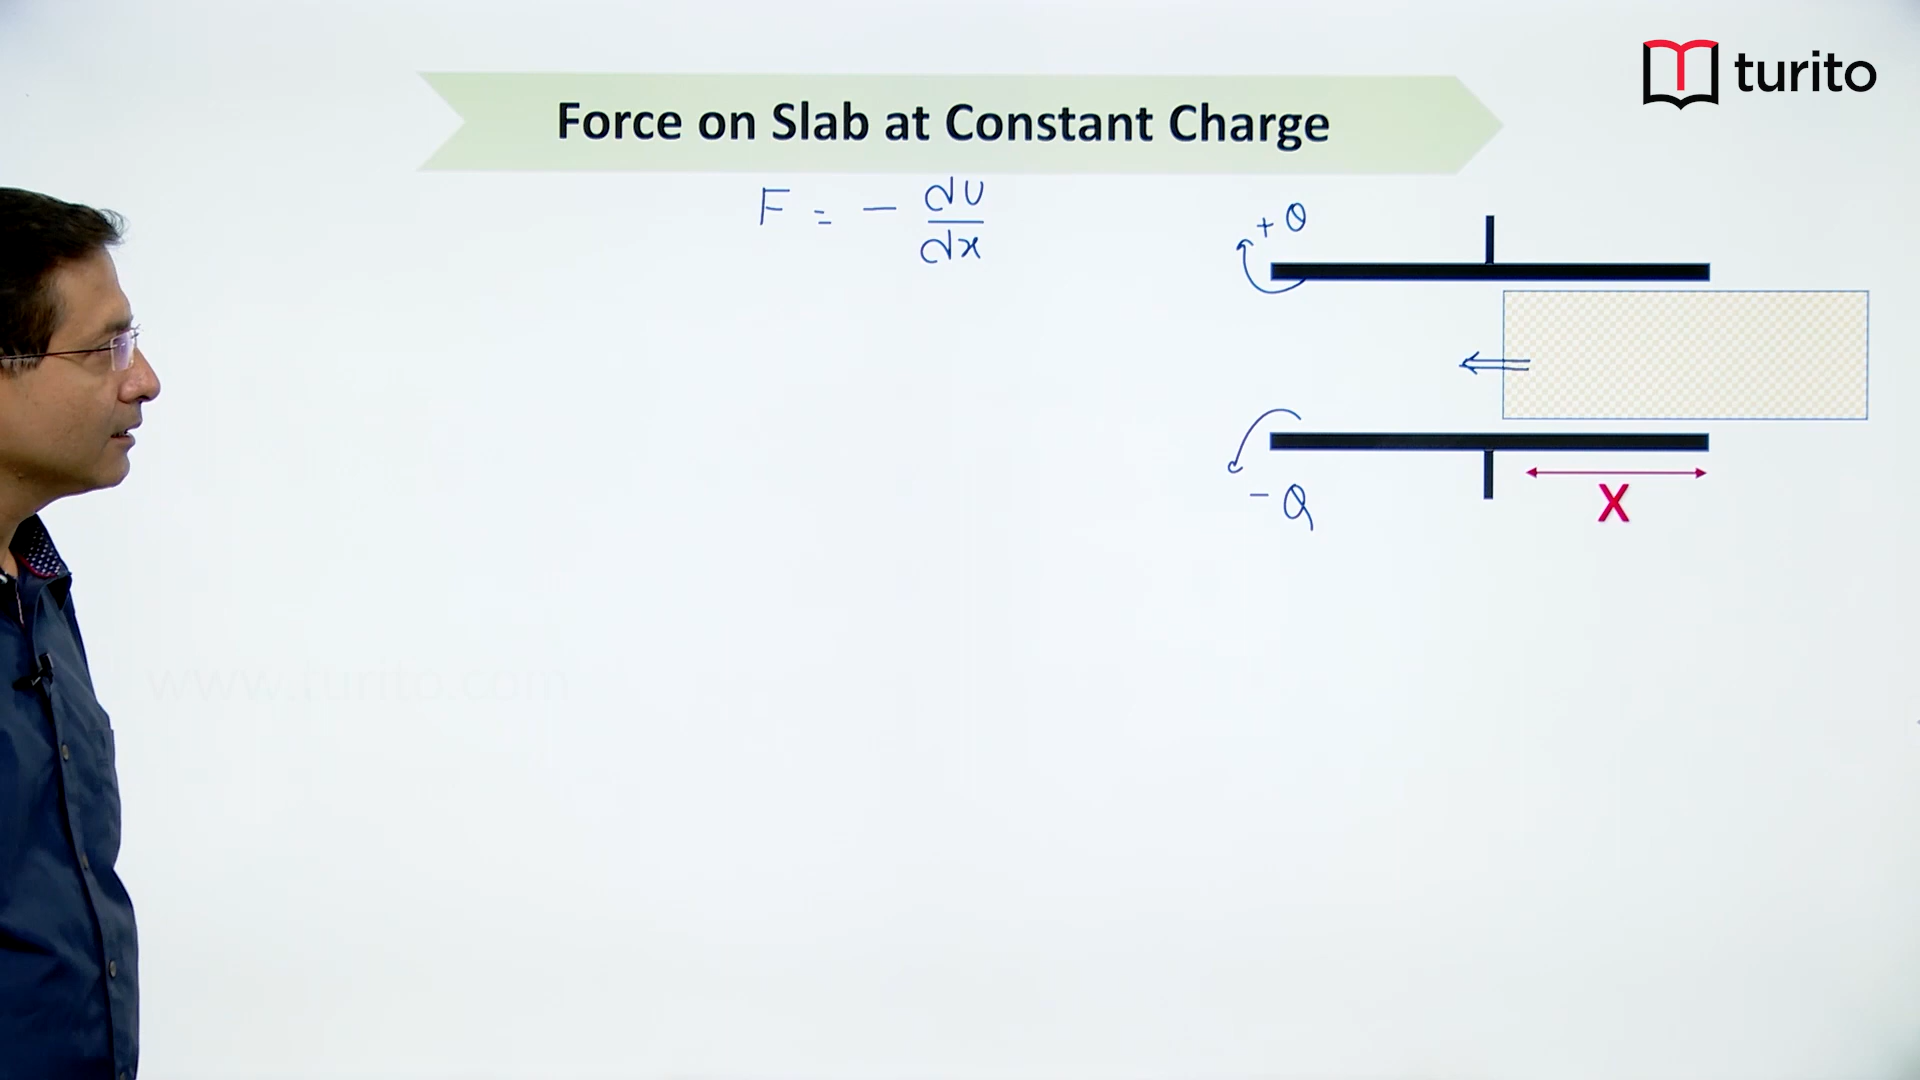 turito
Force on Slab at Constant Charge
F = - dU
dx
+ Q
- Q
X
www.turito.com